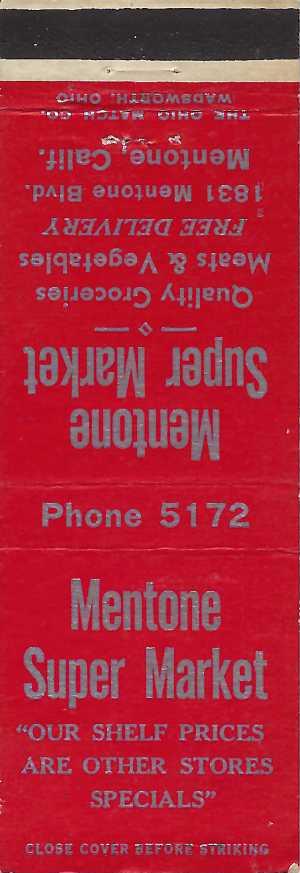 Mentone
Super Market
"OUR SHELF PRICES
ARE OTHER STORES
SPECIALS"
CLOSE COVER BEFORE STRIKING
Phone 5172
Mentone
Super Market
Quality Groceries
Meats & Vegetables
FREE DELIVERY
1831 Mentone Blvd.
Mentone, Calif.
THE OHIO MATCH CO.
WADSWORTH, OHIO